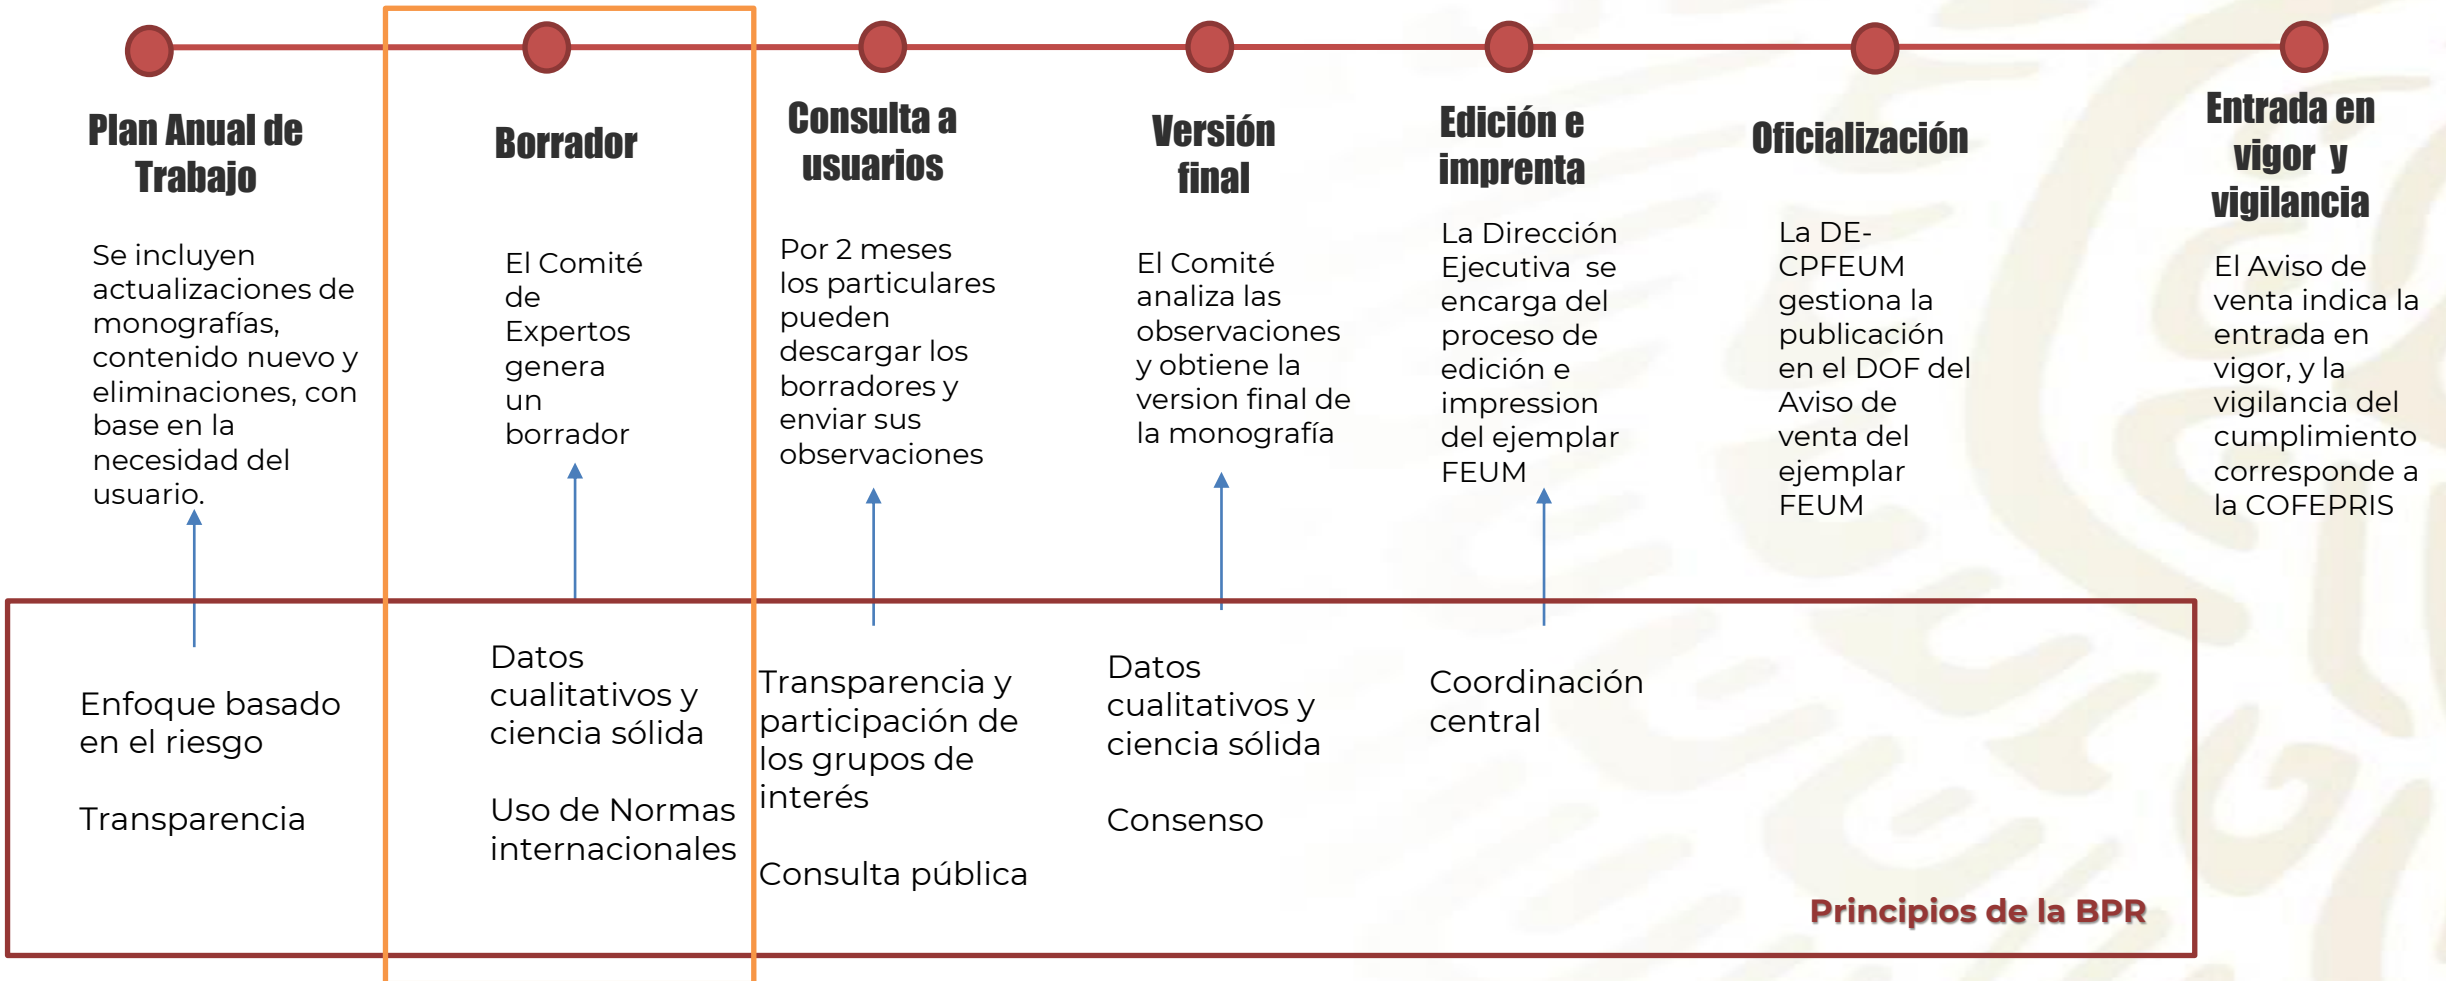 Plan Anual de
Trabajo
Se incluyen
actualizaciones de
monografías,
contenido nuevo y
eliminaciones, con
base en la
necesidad del
usuario.
Borrador
El Comité
de
Expertos
genera
un
borrador
Consulta a
usuarios
Por 2 meses
los particulares
pueden
descargar los
borradores y
enviar sus
observaciones
Versión
final
El Comité
analiza las
observaciones
y obtiene la
version final de
la monografía
Edición e
imprenta
La Dirección
Ejecutiva se
encarga del
proceso de
edición e
impression
del ejemplar
FEUM
Oficialización
La DE-
CPFEUM
gestiona la
publicación
en el DOF del
Aviso de
venta del
ejemplar
FEUM
Entrada en
vigor y
vigilancia
El Aviso de
venta indica la
entrada en
vigor, y la
vigilancia del
cumplimiento
corresponde a
la COFEPRIS
Enfoque basado
en el riesgo
Transparencia
Datos
cualitativos y
ciencia sólida
Uso de Normas
internacionales
Transparencia y
participación de
los grupos de
interés
Consulta pública
Datos
cualitativos y
ciencia sólida
Consenso
Coordinación
central
Principios de la BPR